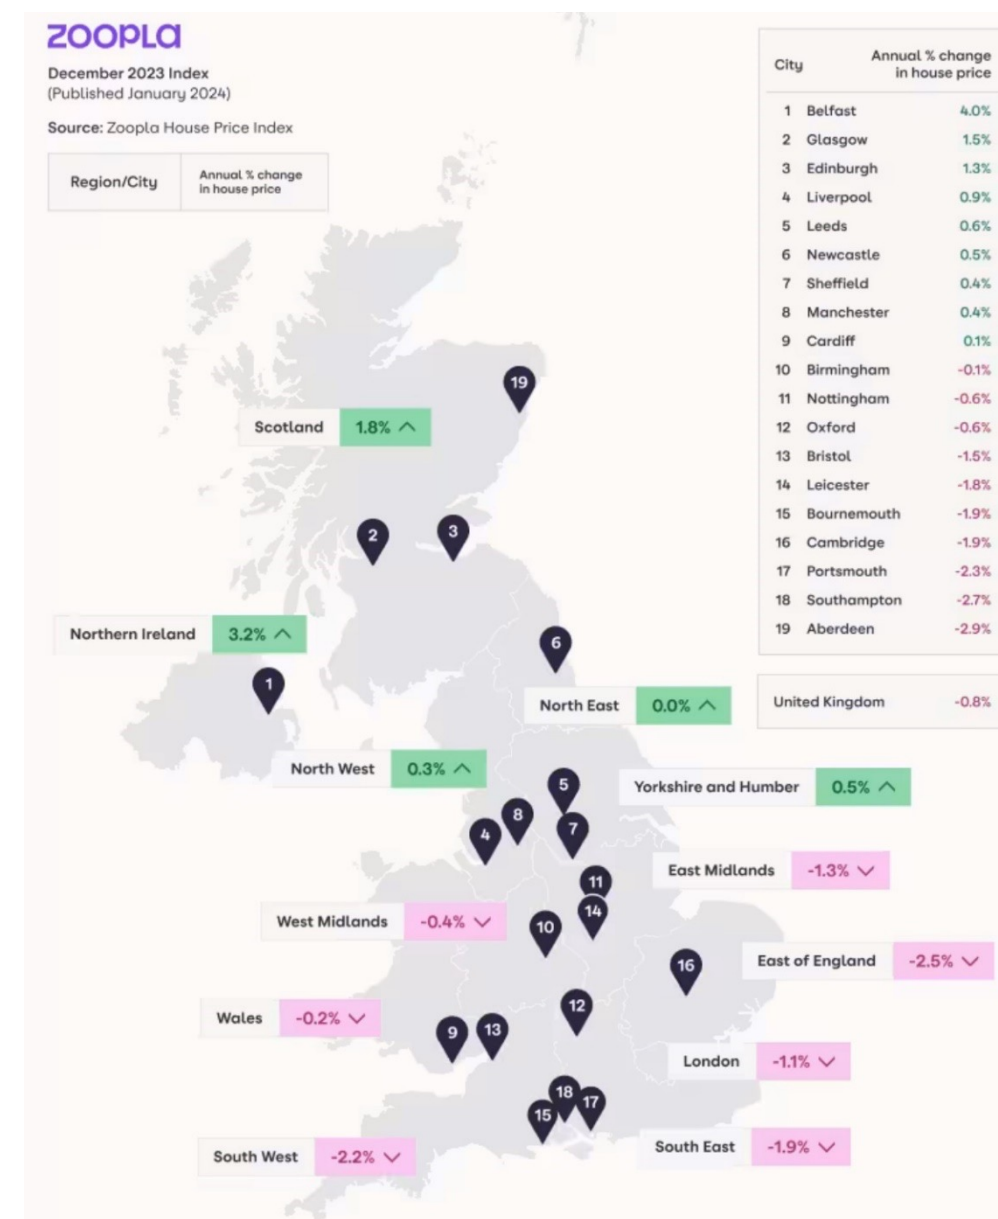 ZOOPLA
December 2023 Index
(Published January 2024)
Source: Zoopla House Price Index
Region/City Annual % change in house price
City Annual % change in house price
1 Belfast 4.0%
2 Glasgow 1.5%
3 Edinburgh 1.3%
4 Liverpool 0.9%
5 Leeds 0.6%
6 Newcastle 0.5%
7 Sheffield 0.4%
8 Manchester 0.4%
9 Cardiff 0.1%
10 Birmingham -0.1%
11 Nottingham -0.6%
12 Oxford -0.6%
13 Bristol -1.5%
14 Leicester -1.8%
15 Bournemouth -1.9%
16 Cambridge -1.9%
17 Portsmouth -2.3%
18 Southampton -2.7%
19 Aberdeen -2.9%
United Kingdom -0.8%
19
Scotland 1.8%
2
3
Northern Ireland 3.2%
6
1
North East 0.0%
North West 0.3%
Yorkshire and Humber 0.5%
5
8
7
4
East Midlands -1.3%
11
14
West Midlands -0.4%
10
East of England -2.5%
16
12
Wales -0.2%
9
13
London -1.1%
18
17
15
South East -1.9%
South West -2.2%